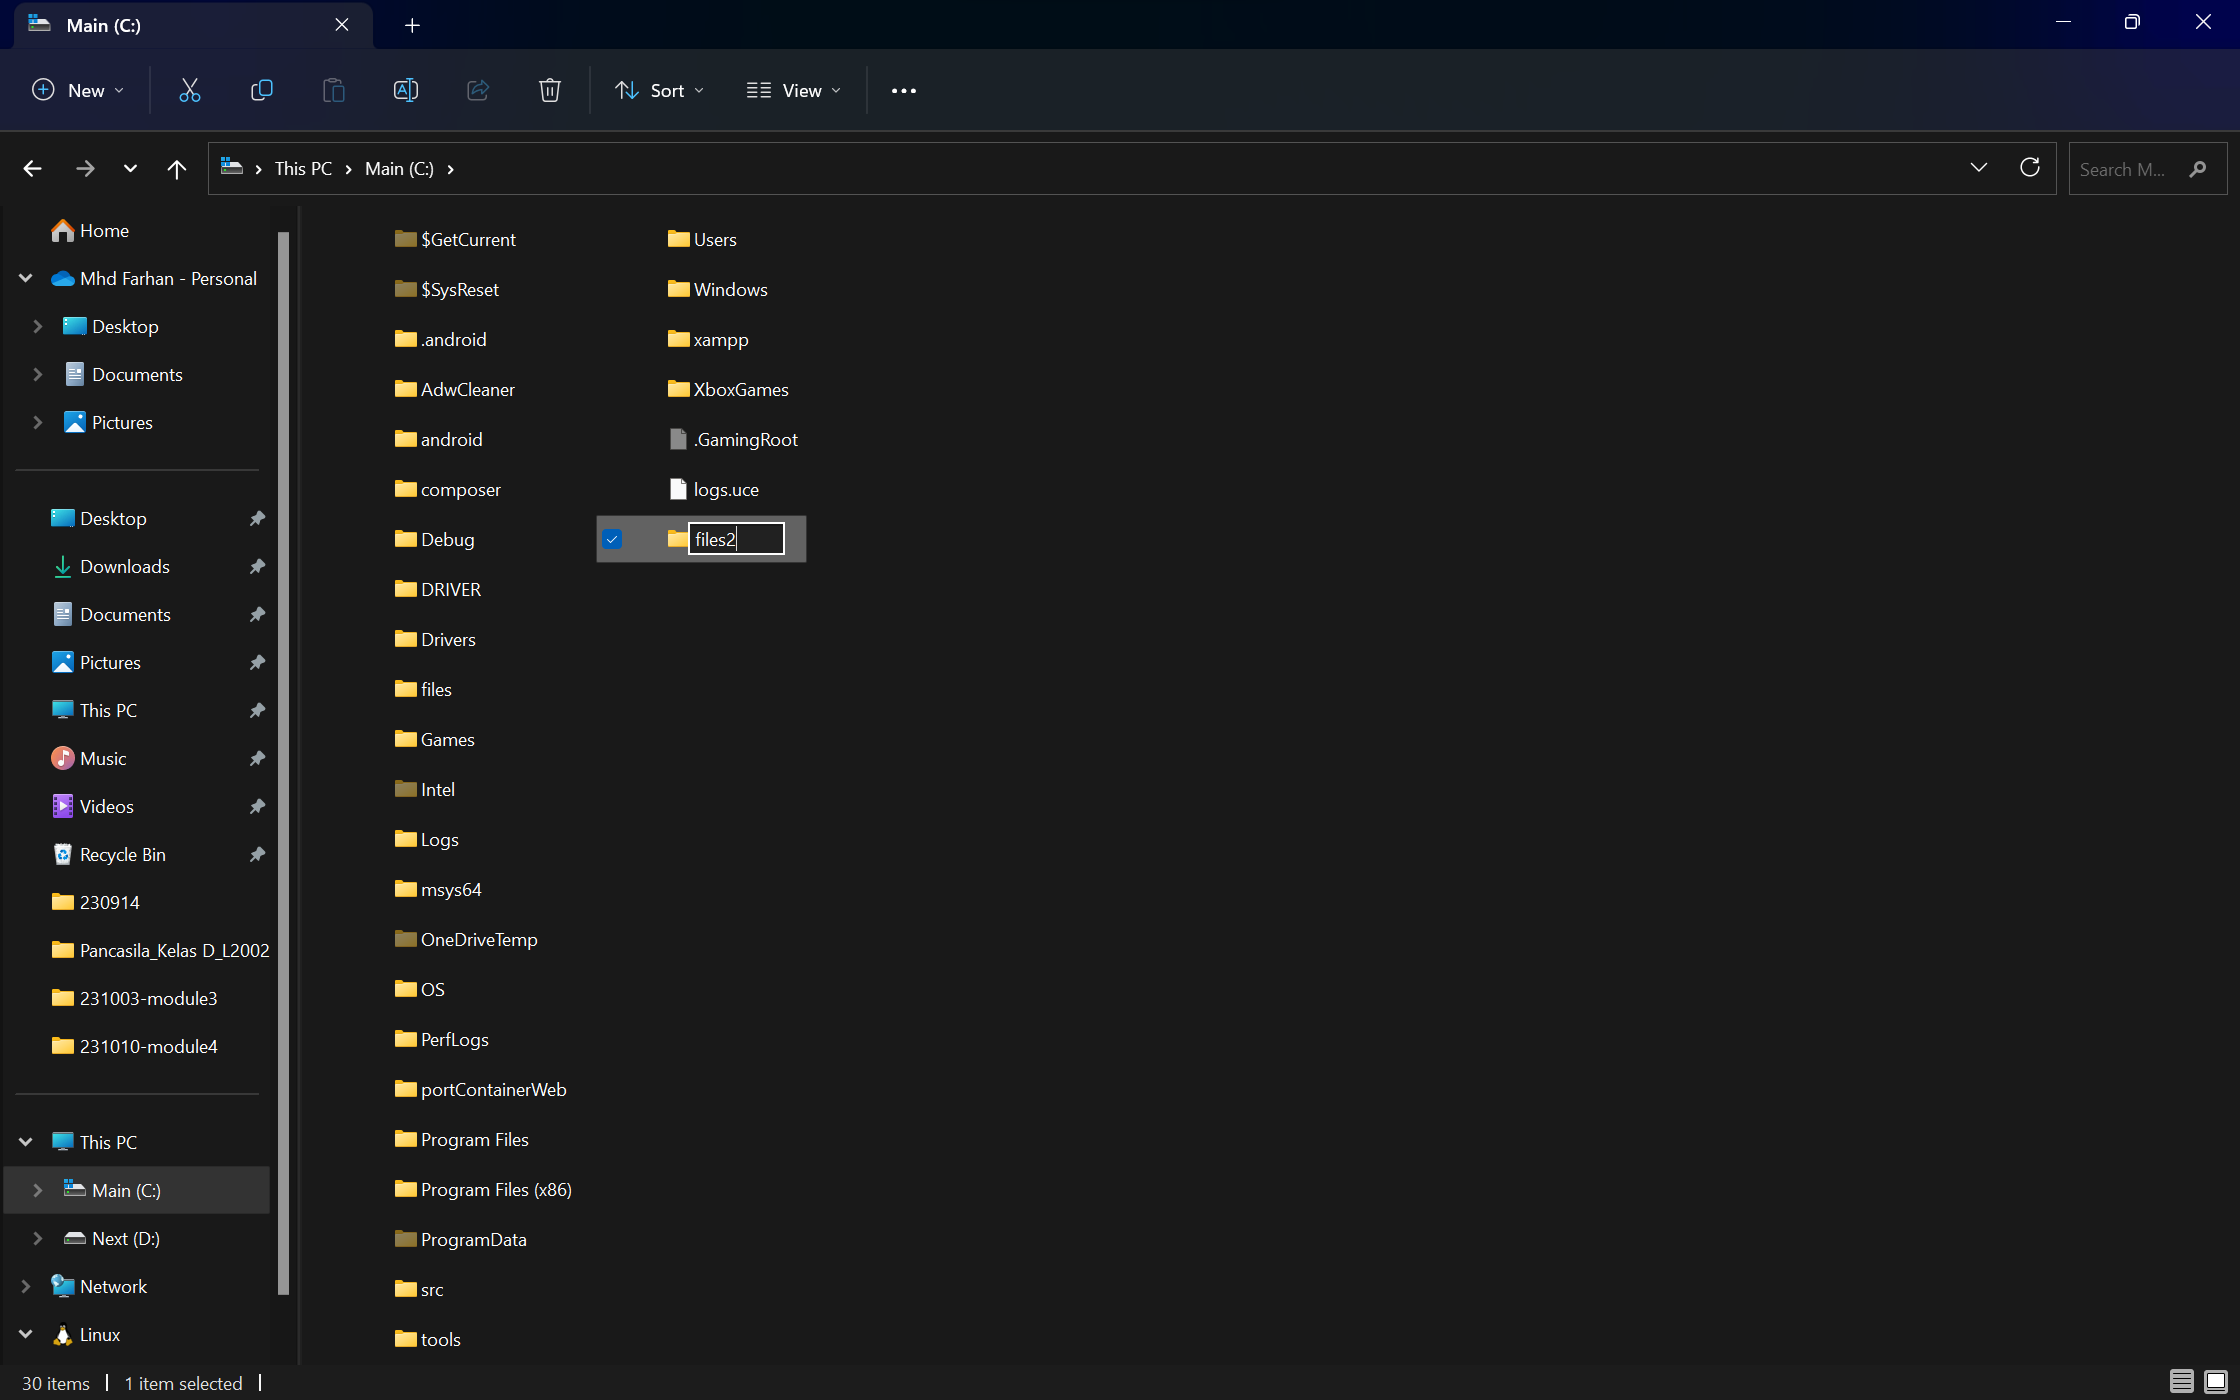 Main (C:)
New
Sort
View
This PC
Main (C:)
Search M...
Home
Mhd Farhan - Personal
Desktop
Documents
Pictures
Desktop
Downloads
Documents
Pictures
This PC
Music
Videos
Recycle Bin
230914
Pancasila_Kelas D_L2002
231003-module3
231010-module4
This PC
Main (C:)
Next (D:)
Network
Linux
$GetCurrent
$SysReset
.android
AdwCleaner
android
composer
Debug
DRIVER
Drivers
files
Games
Intel
Logs
msys64
OneDriveTemp
OS
PerfLogs
portContainerWeb
Program Files
Program Files (x86)
ProgramData
src
tools
Users
Windows
xampp
XboxGames
.GamingRoot
logs.uce
files2
30 items
1 item selected